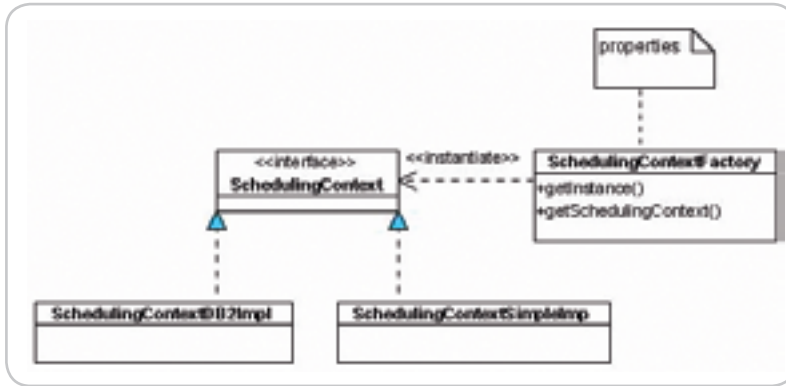 properties
<<interface>>
SchedulingContext
<<instantiate>>
SchedulingContextFactory
+getInstance()
+getSchedulingContext()
SchedulingContextDB2Impl
SchedulingContextSimpleImp